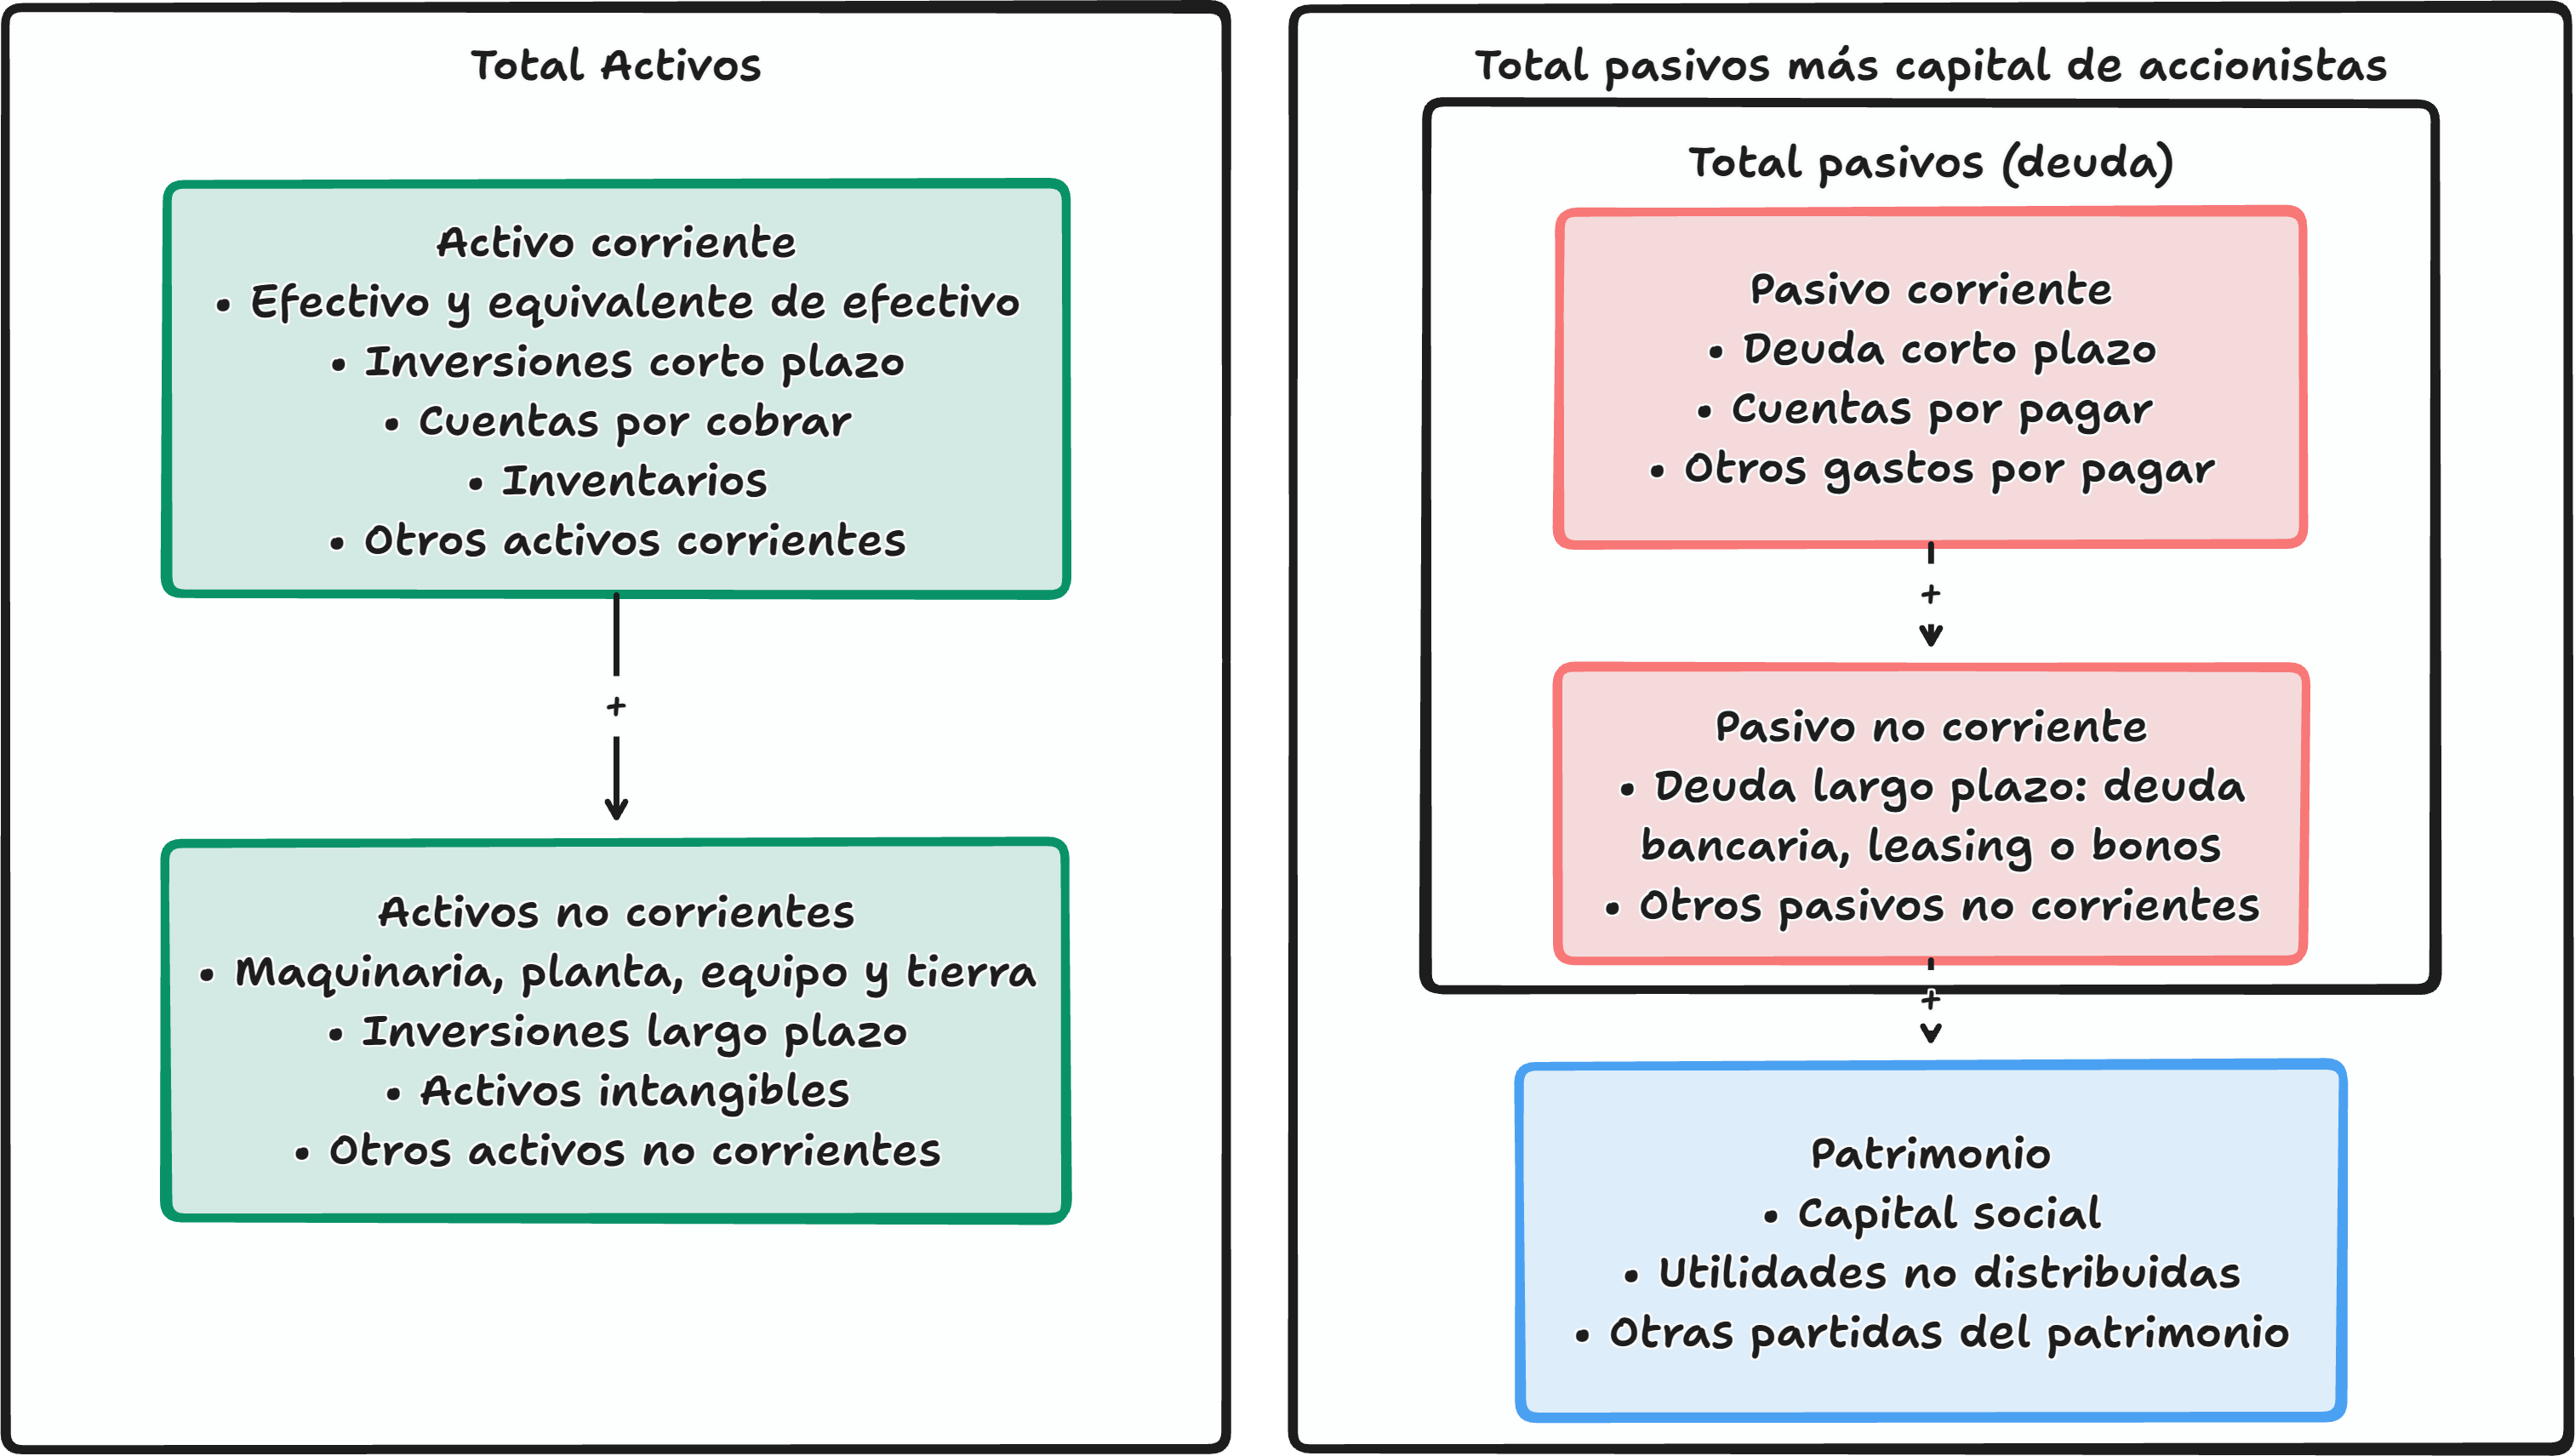 Total Activos
Activo corriente
• Efectivo y equivalente de efectivo
• Inversiones corto plazo
• Cuentas por cobrar
• Inventarios
• Otros activos corrientes
+
Activos no corrientes
• Maquinaria, planta, equipo y tierra
• Inversiones largo plazo
• Activos intangibles
• Otros activos no corrientes
Total pasivos más capital de accionistas
Total pasivos (deuda)
Pasivo corriente
• Deuda corto plazo
• Cuentas por pagar
• Otros gastos por pagar
+
Pasivo no corriente
• Deuda largo plazo: deuda
bancaria, leasing o bonos
• Otros pasivos no corrientes
+
Patrimonio
• Capital social
• Utilidades no distribuidas
• Otras partidas del patrimonio